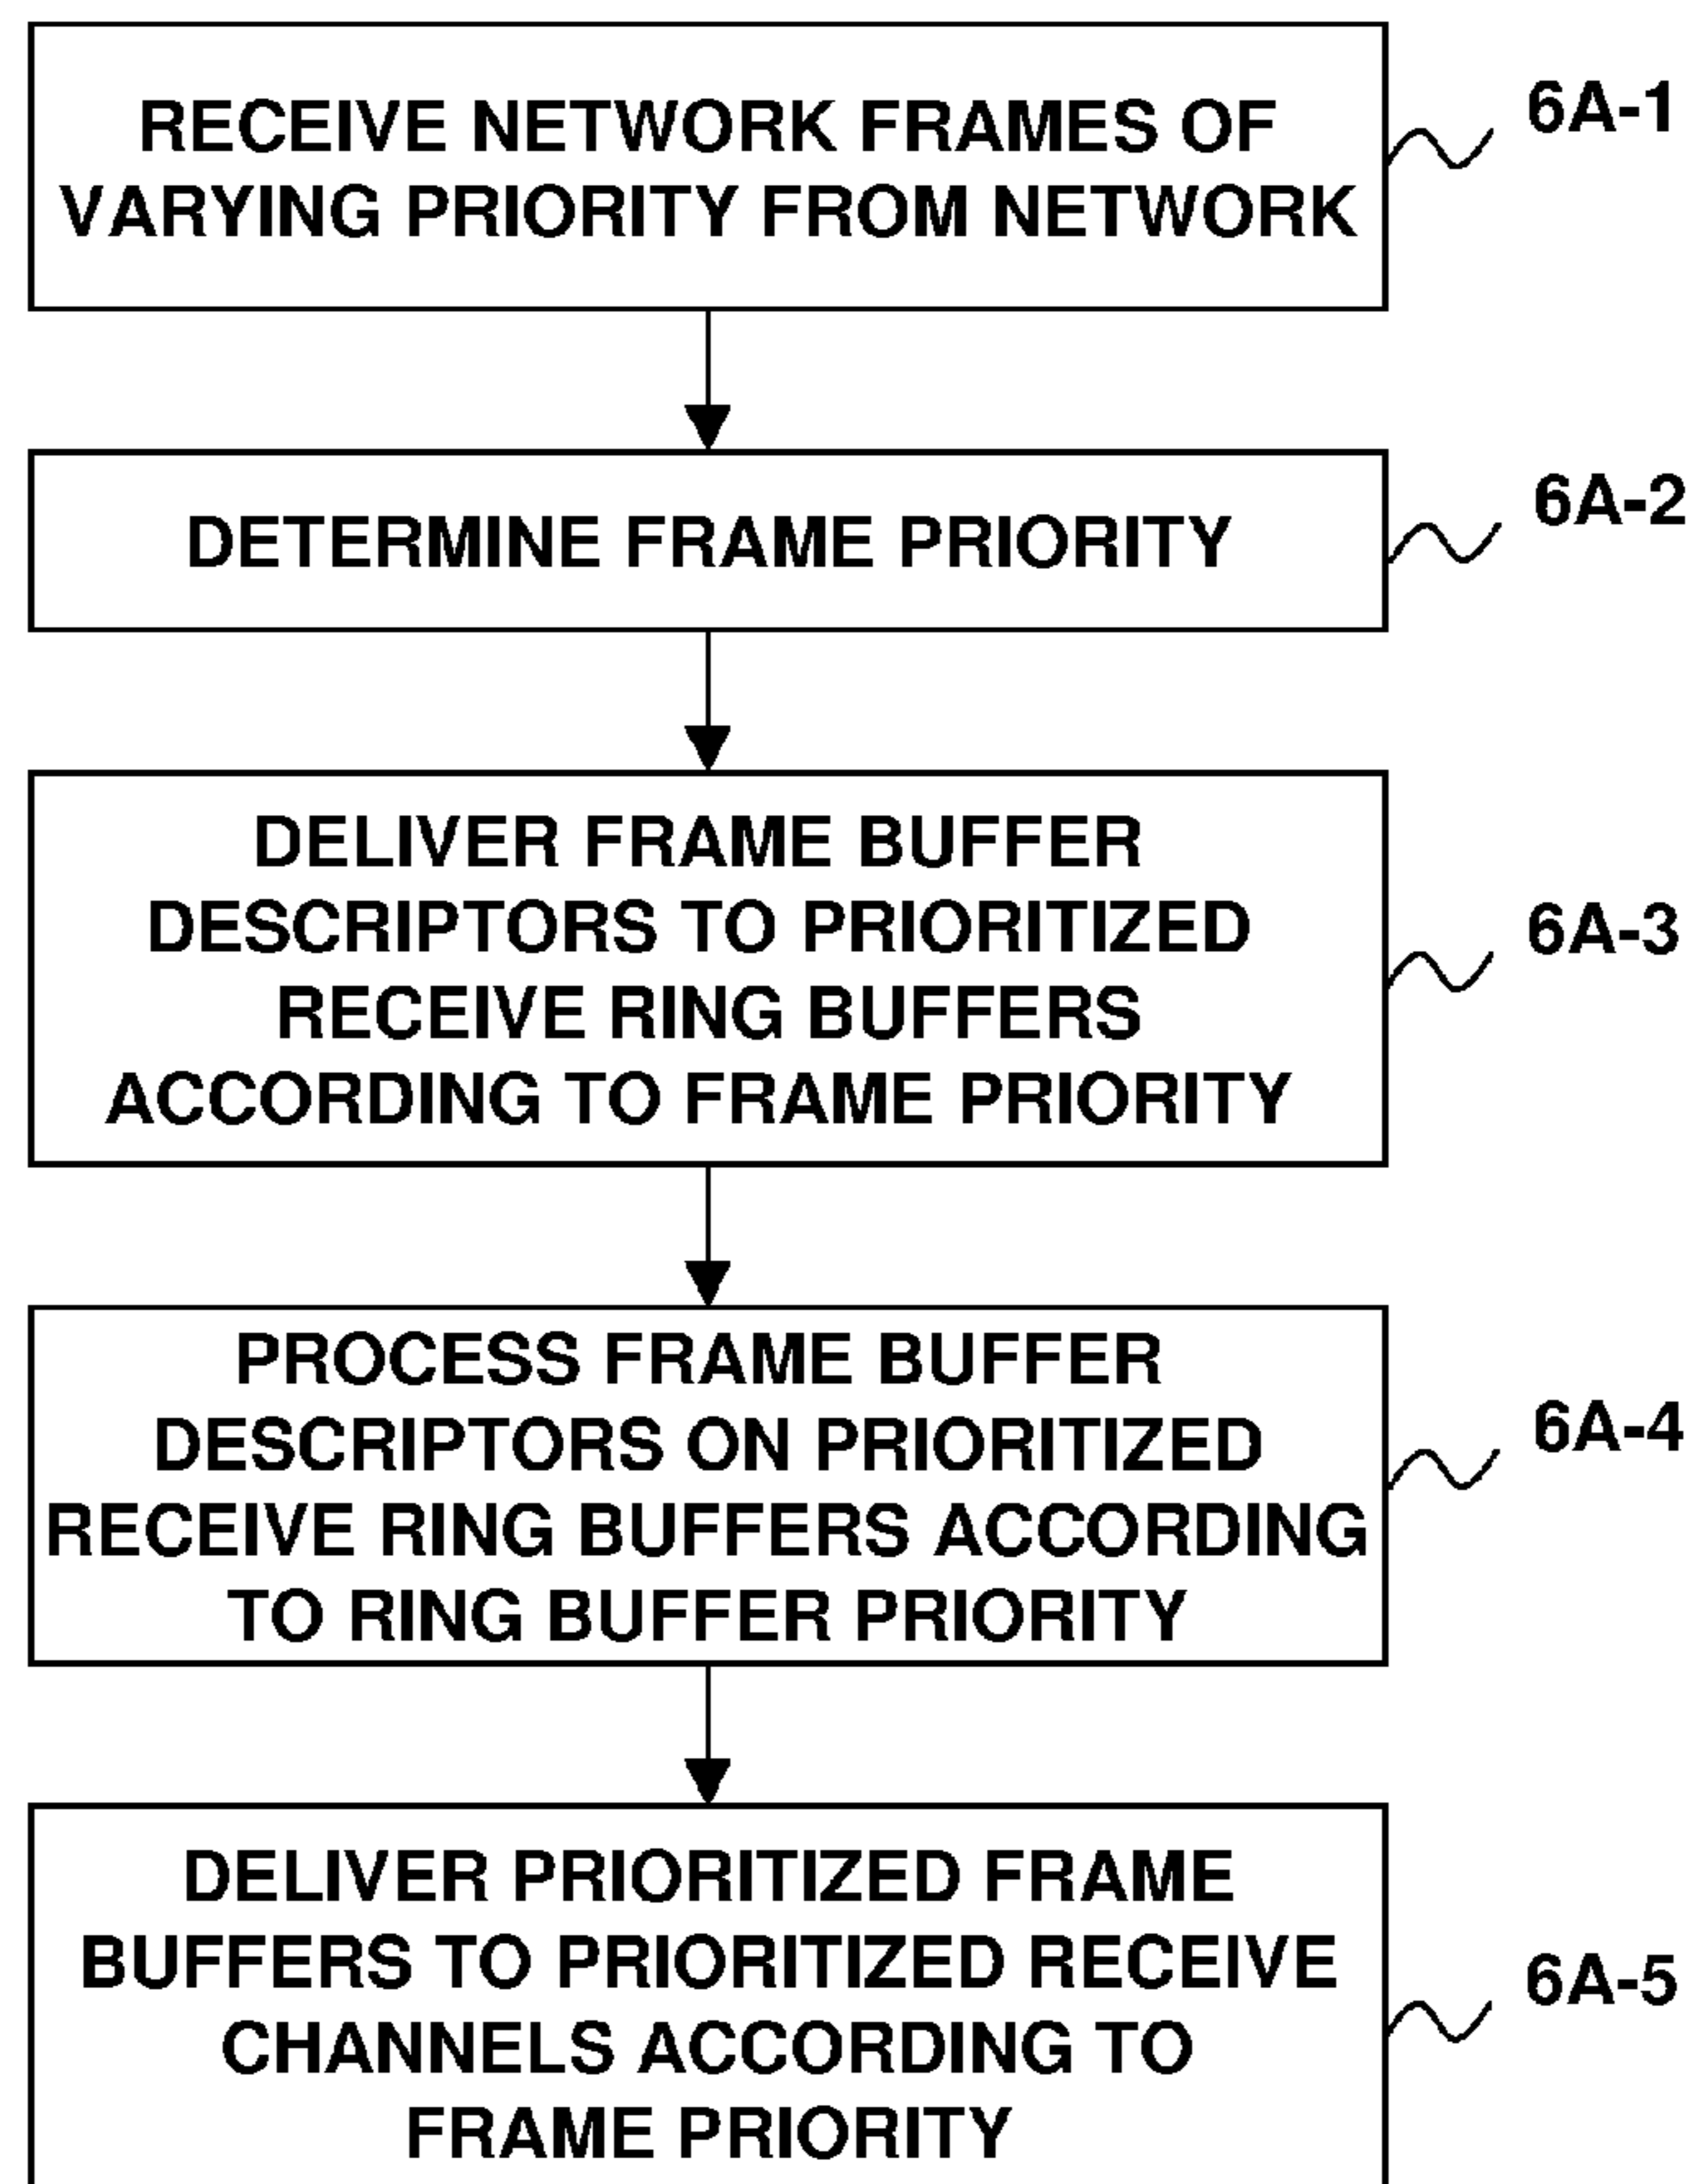 RECEIVE NETWORK FRAMES OF
VARYING PRIORITY FROM NETWORK
6A-1
DETERMINE FRAME PRIORITY
6A-2
DELIVER FRAME BUFFER
DESCRIPTORS TO PRIORITIZED
RECEIVE RING BUFFERS
ACCORDING TO FRAME PRIORITY
6A-3
PROCESS FRAME BUFFER
DESCRIPTORS ON PRIORITIZED
RECEIVE RING BUFFERS ACCORDING
TO RING BUFFER PRIORITY
6A-4
DELIVER PRIORITIZED FRAME
BUFFERS TO PRIORITIZED RECEIVE
CHANNELS ACCORDING TO
FRAME PRIORITY
6A-5